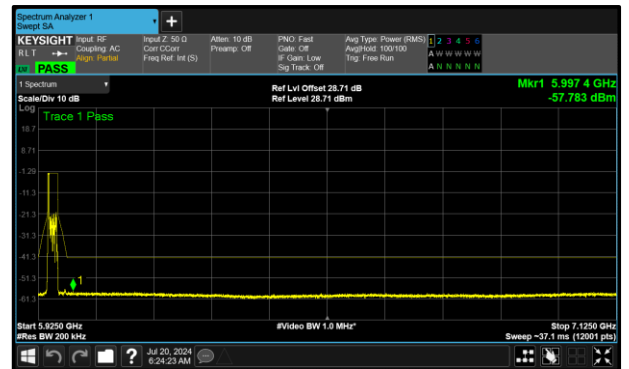 Spectrum Analyzer 1
Swept SA
+
KEYSIGHT Input: RF Input Z: 50 Ω Atten: 10 dB PNO: Fast Avg Type: Power (RMS) 1 2 3 4 5 6
RLT Coupling: AC Corr CCorr Preamp: Off Gate: Off Avg|Hold: 100/100 A W W W W W
Align: Partial Freq Ref: Int (S) IF Gain: Low Trig: Free Run
PASS Sig Track: Off A N N N N N
1 Spectrum Ref Lvl Offset 28.71 dB Mkr1 5.997 4 GHz
Scale/Div 10 dB Ref Level 28.71 dBm -57.783 dBm
Log
Trace 1 Pass
18.7
8.71
-1.29
-11.3
-21.3
-31.3
-41.3
-51.3
1
-61.3
Start 5.9250 GHz #Video BW 1.0 MHz* Stop 7.1250 GHz
#Res BW 200 kHz Sweep ~37.1 ms (12001 pts)
? Jul 20, 2024
6:24:23 AM